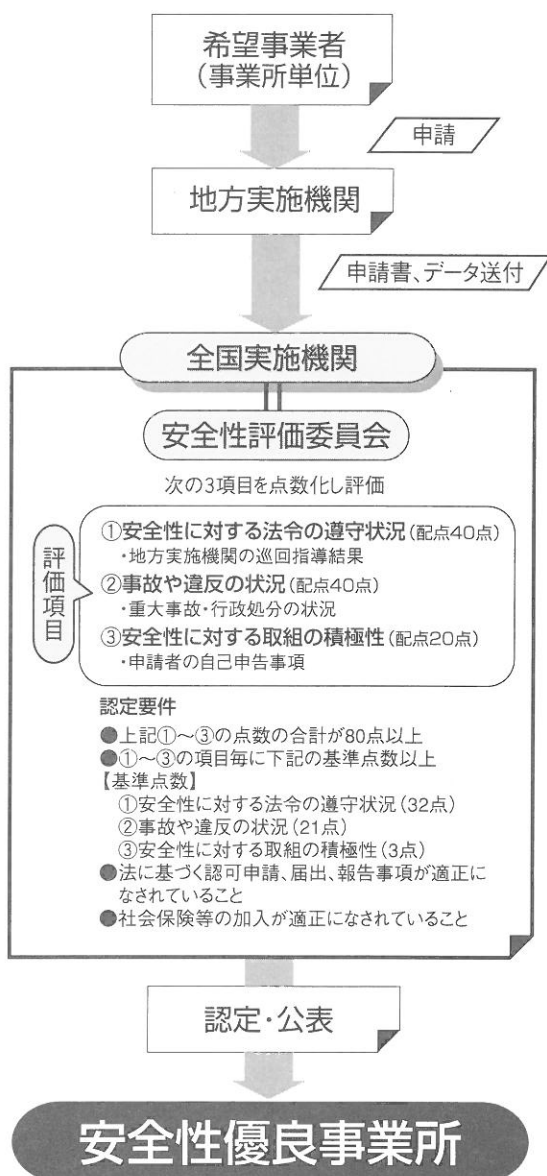 希望事業者
(事業所単位)
申請
地方実施機関
申請書、データ送付
全国実施機関
安全性評価委員会
次の3項目を点数化し評価
評価項目
①安全性に対する法令の遵守状況(配点40点)
・地方実施機関の巡回指導結果
②事故や違反の状況(配点40点)
・重大事故・行政処分の状況
③安全性に対する取組の積極性(配点20点)
・申請者の自己申告事項
認定要件
●上記①〜③の点数の合計が80点以上
●①〜③の項目毎に下記の基準点数以上
【基準点数】
①安全性に対する法令の遵守状況(32点)
②事故や違反の状況(21点)
③安全性に対する取組の積極性(3点)
●法に基づく認可申請、届出、報告事項が適正に
なされていること
●社会保険等の加入が適正になされていること
認定・公表
安全性優良事業所